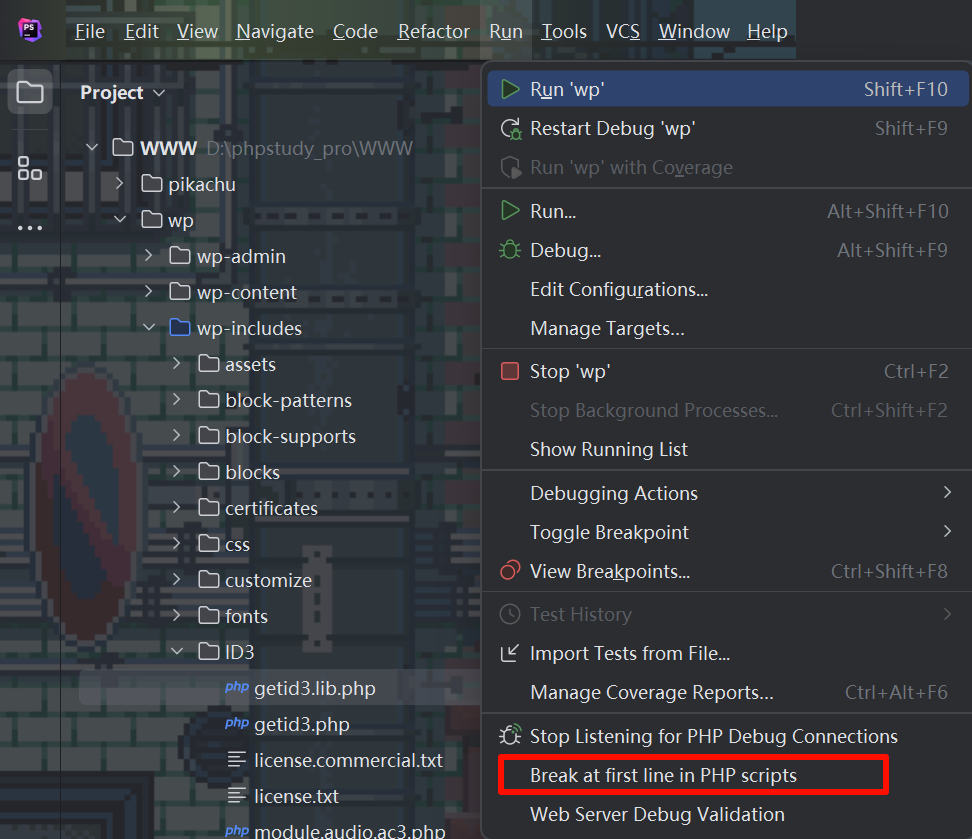 PS
File Edit View Navigate Code Refactor Run Tools VCS Window Help
Project
WWW D:\phpstudy_pro\WWW
pikachu
wp
wp-admin
wp-content
wp-includes
assets
block-patterns
block-supports
blocks
certificates
css
customize
fonts
ID3
php getid3.lib.php
php getid3.php
license.commercial.txt
license.txt
php module.audio.ac3.php
Run 'wp' Shift+F10
Restart Debug 'wp' Shift+F9
Run 'wp' with Coverage
Run... Alt+Shift+F10
Debug... Alt+Shift+F9
Edit Configurations...
Manage Targets...
Stop 'wp' Ctrl+F2
Stop Background Processes... Ctrl+Shift+F2
Show Running List
Debugging Actions
Toggle Breakpoint
View Breakpoints... Ctrl+Shift+F8
Test History
Import Tests from File...
Manage Coverage Reports... Ctrl+Alt+F6
Stop Listening for PHP Debug Connections
Break at first line in PHP scripts
Web Server Debug Validation